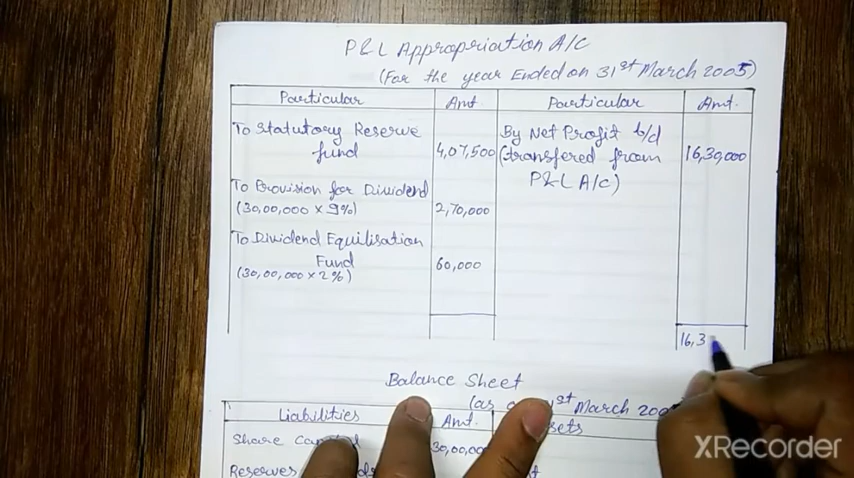 P&L Appropriation A/c
(For the year Ended on 31st March 2005)
Particular Amt Particular Amt.
To Statutory Reserve fund 4,07,500
To Provision for Dividend
(30,00,000 × 9%) 2,70,000
To Dividend Equilisation Fund
(30,00,000 × 2%) 60,000
By Net Profit b/d
(transfered from
P&L A/c) 16,30,000
16,3
Balance Sheet
(as March 200
Liabilities Amt.
Share 30,00,00
Reserves
XRecorder